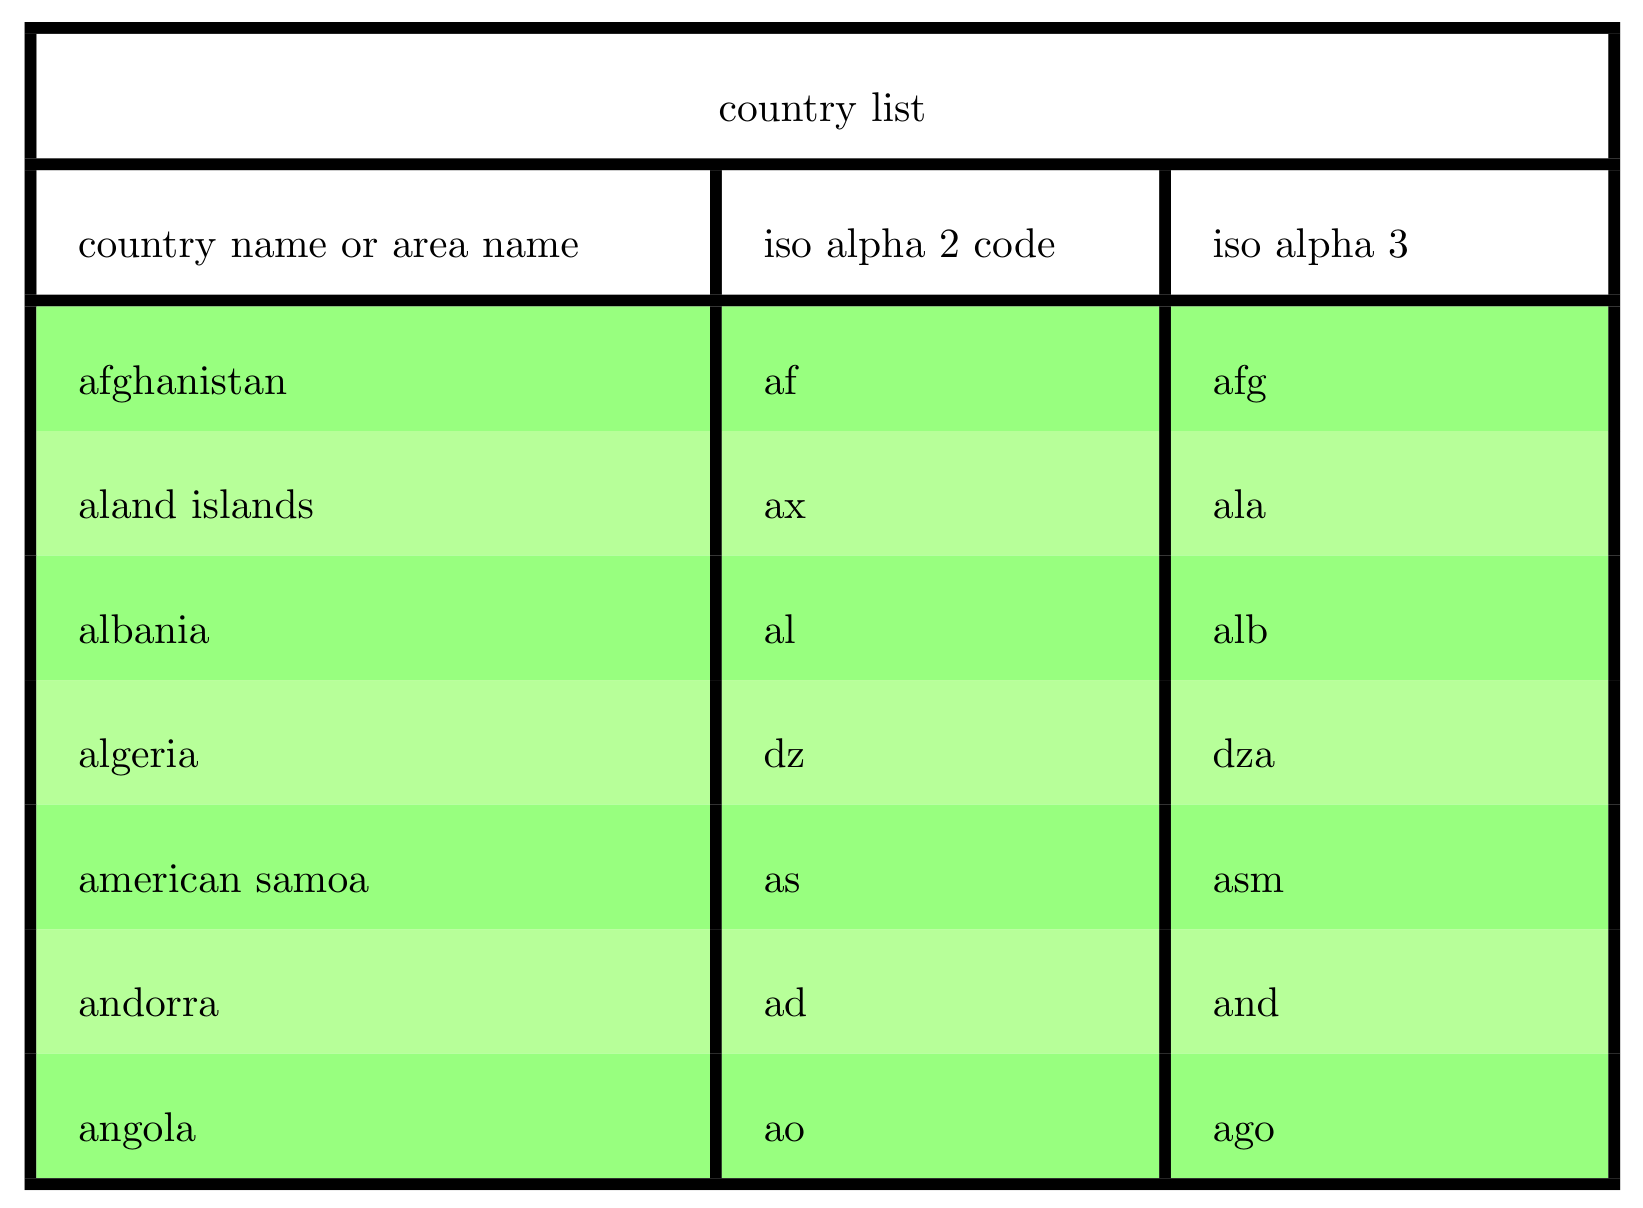 country list
country name or area name iso alpha 2 code iso alpha 3
afghanistan af afg
aland islands ax ala
albania al alb
algeria dz dza
american samoa as asm
andorra ad and
angola ao ago